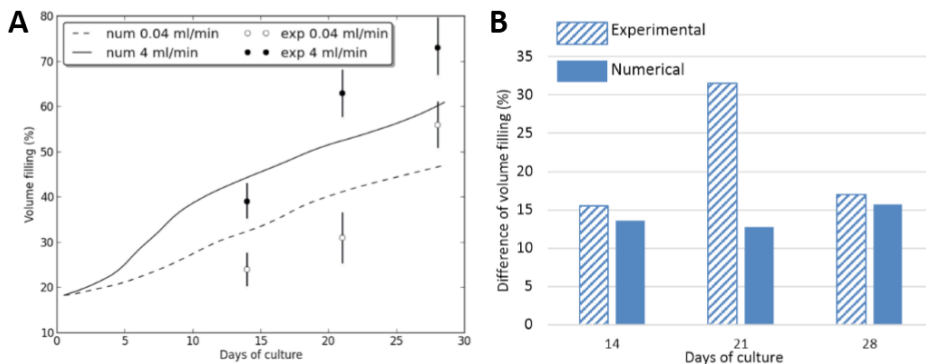 A
num 0.04 ml/min exp 0.04 ml/min
num 4 ml/min exp 4 ml/min
Volume filling (%)
80
70
60
50
40
30
20
10
0 5 10 15 20 25 30
Days of culture
B
Experimental
Numerical
Difference of volume filling (%)
35
30
25
20
15
10
5
0
14 21 28
Days of culture